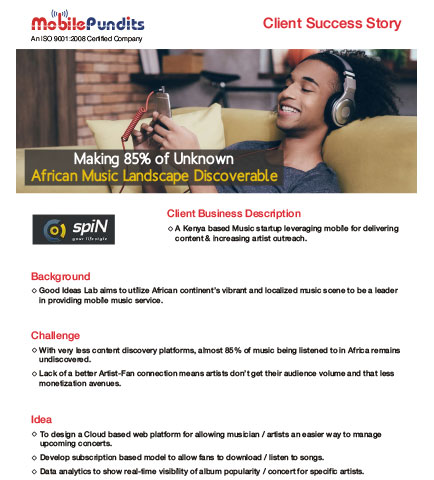 MobilePundits
An ISO 9001:2008 Certified Company
Client Success Story
Making 85% of Unknown
African Music Landscape Discoverable
spiN
your lifestyle
Client Business Description
◇ A Kenya based Music startup leveraging mobile for delivering
content & increasing artist outreach.
Background
◇ Good Ideas Lab aims to utilize African continent's vibrant and localized music scene to be a leader
in providing mobile music service.
Challenge
◇ With very less content discovery platforms, almost 85% of music being listened to in Africa remains
undiscovered.
◇ Lack of a better Artist-Fan connection means artists don't get their audience volume and that less
monetization avenues.
Idea
◇ To design a Cloud based web platform for allowing musician / artists an easier way to manage
upcoming concerts.
◇ Develop subscription based model to allow fans to download / listen to songs.
◇ Data analytics to show real-time visibility of album popularity / concert for specific artists.